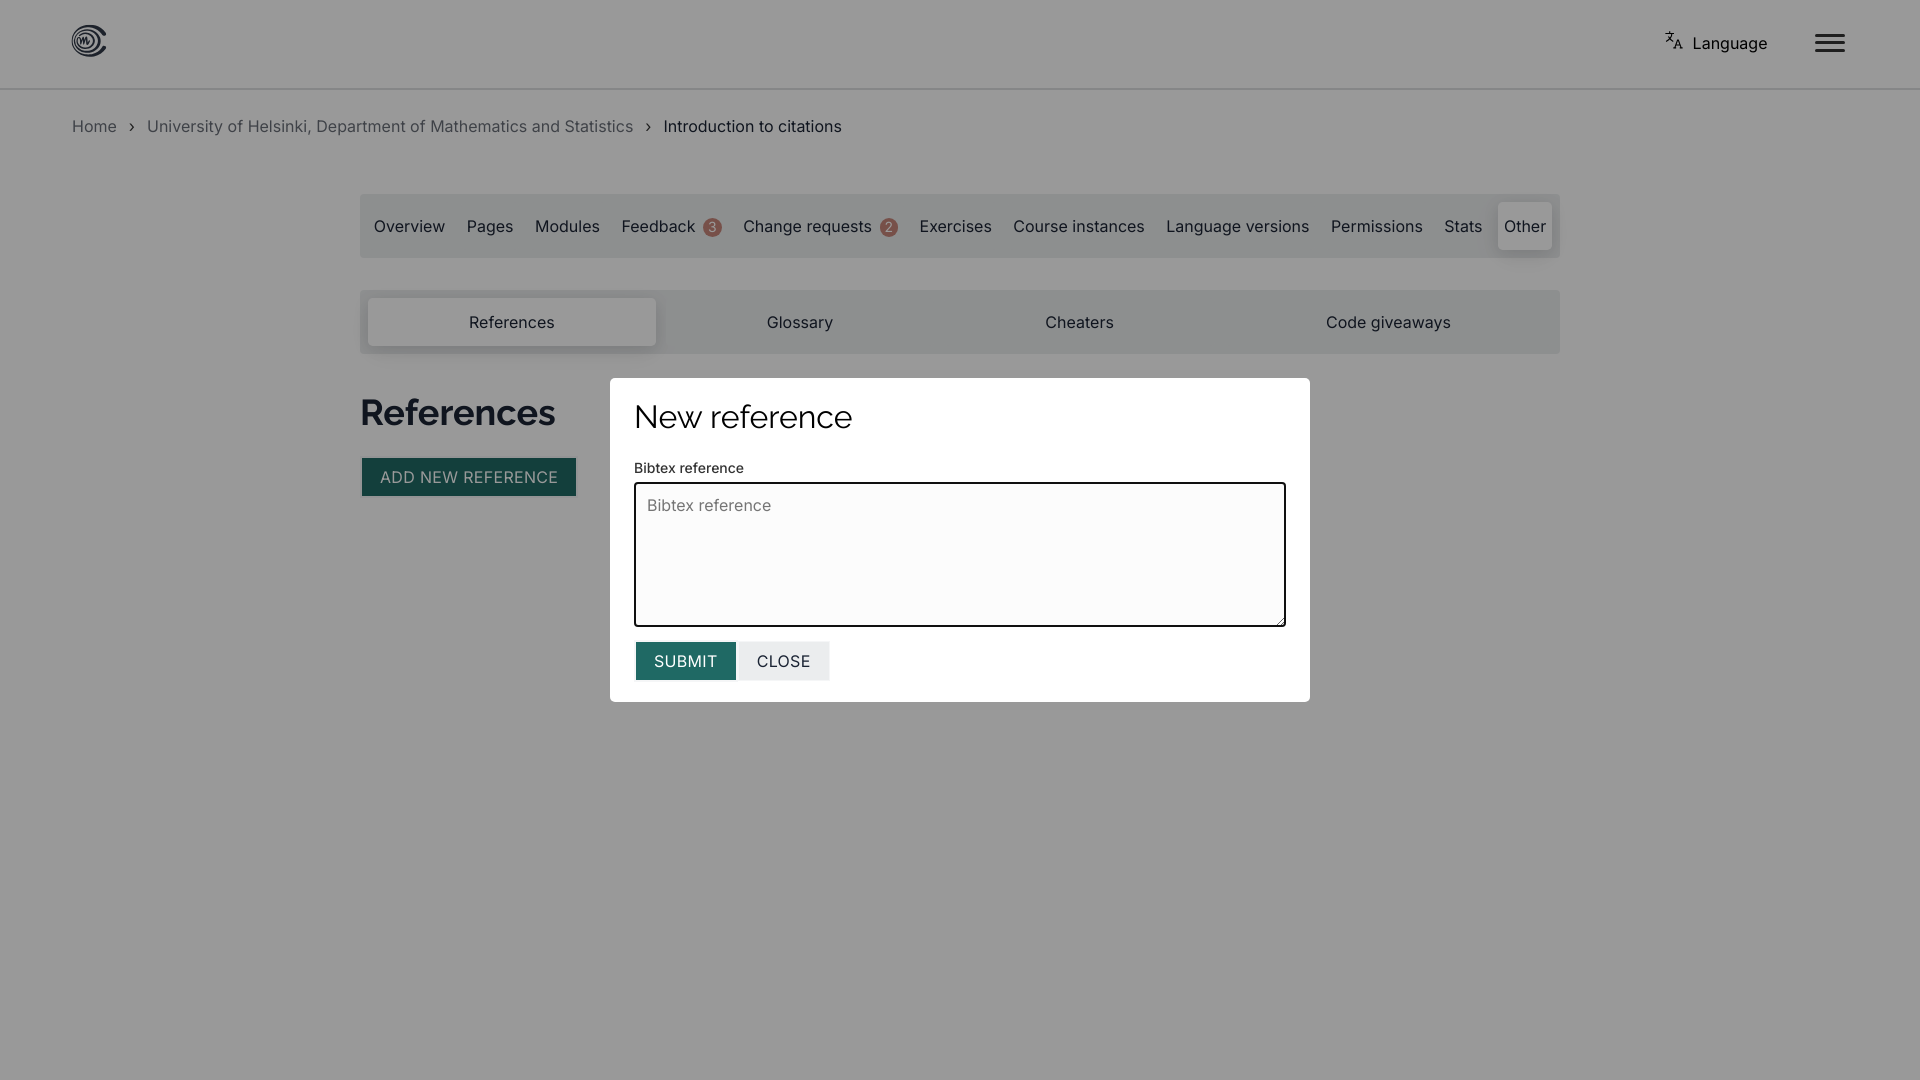 Language
Home › University of Helsinki, Department of Mathematics and Statistics › Introduction to citations
Overview Pages Modules Feedback 3 Change requests 2 Exercises Course instances Language versions Permissions Stats Other
References Glossary Cheaters Code giveaways
References
ADD NEW REFERENCE
New reference
Bibtex reference
Bibtex reference
SUBMIT CLOSE